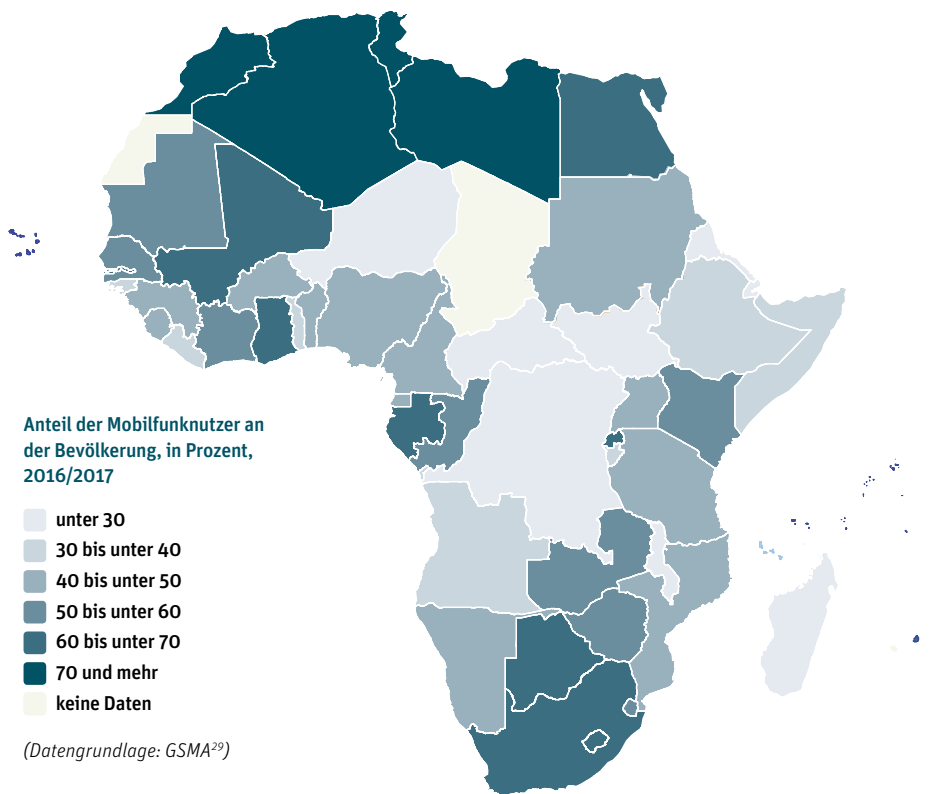 Anteil der Mobilfunknutzer an
der Bevölkerung, in Prozent,
2016/2017
unter 30
30 bis unter 40
40 bis unter 50
50 bis unter 60
60 bis unter 70
70 und mehr
keine Daten
(Datengrundlage: GSMA²⁹)